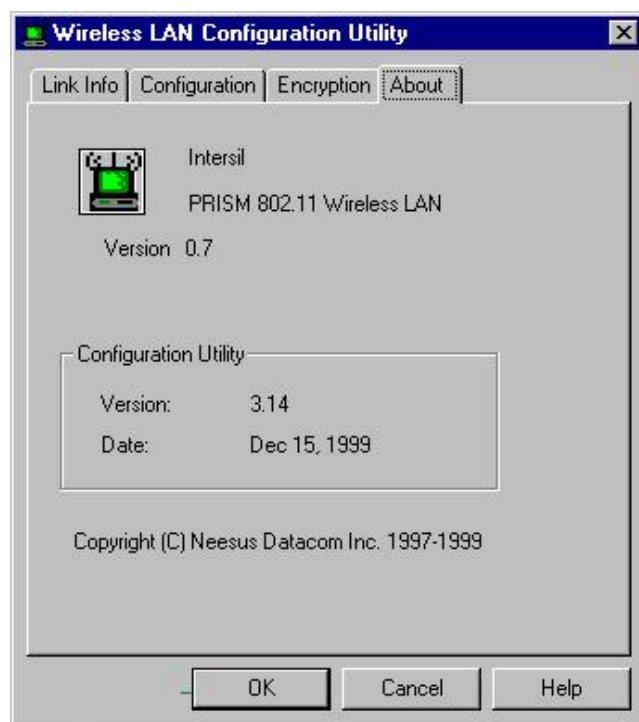 Wireless LAN Configuration Utility
Link Info Configuration Encryption About
Intersil
PRISM 802.11 Wireless LAN
Version 0.7
Configuration Utility
Version: 3.14
Date: Dec 15, 1999
Copyright (C) Neesus Datacom Inc. 1997-1999
OK Cancel Help